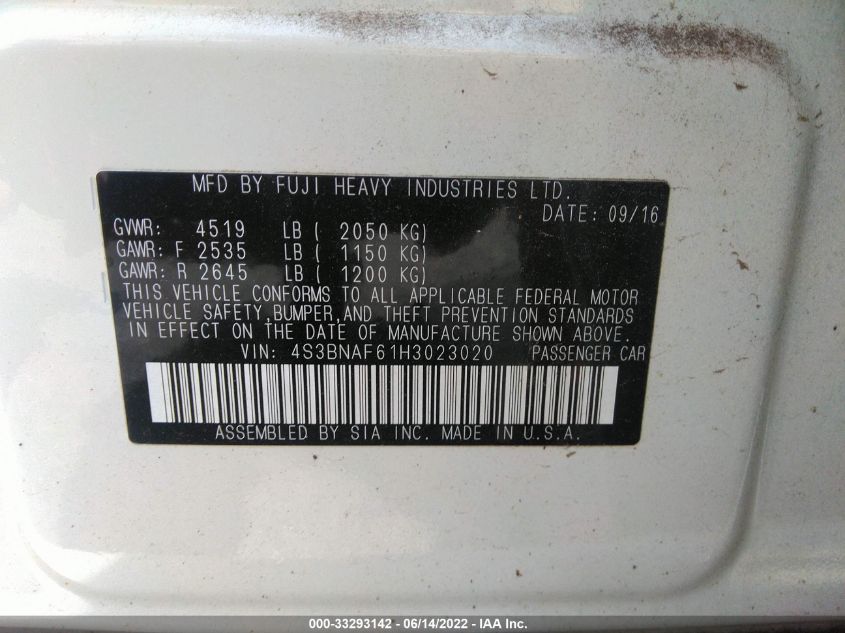 MFD BY FUJI HEAVY INDUSTRIES LTD.
DATE: 09/16
GVWR: 4519 LB ( 2050 KG)
GAWR: F 2535 LB ( 1150 KG)
GAWR: R 2645 LB ( 1200 KG)
THIS VEHICLE CONFORMS TO ALL APPLICABLE FEDERAL MOTOR
VEHICLE SAFETY,BUMPER,AND THEFT PREVENTION STANDARDS
IN EFFECT ON THE DATE OF MANUFACTURE SHOWN ABOVE.
VIN: 4S3BNAF61H3023020 PASSENGER CAR
ASSEMBLED BY SIA INC. MADE IN U.S.A.
000-33293142 - 06/14/2022 - IAA Inc.